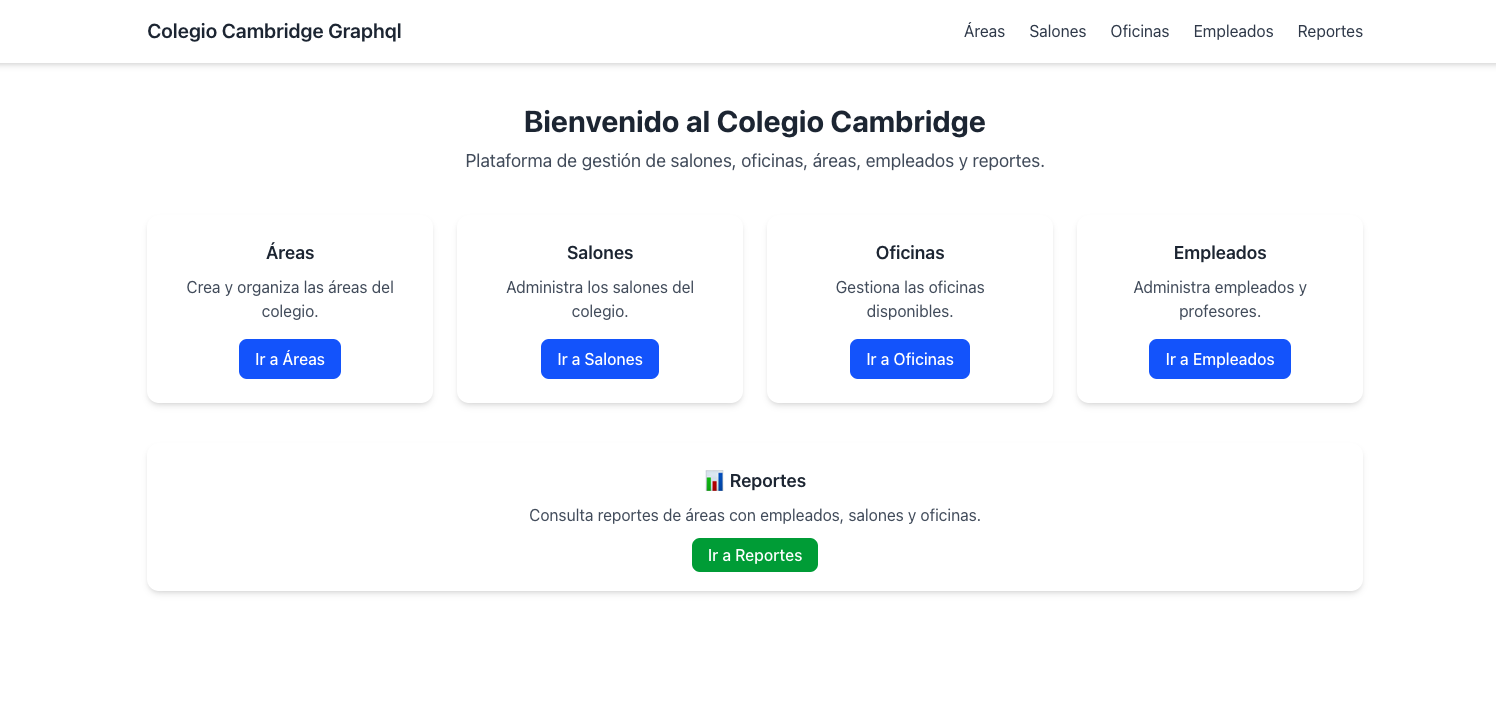 Colegio Cambridge Graphql
Áreas
Salones
Oficinas
Empleados
Reportes
Bienvenido al Colegio Cambridge
Plataforma de gestión de salones, oficinas, áreas, empleados y reportes.
Áreas
Crea y organiza las áreas del
colegio.
Ir a Áreas
Salones
Administra los salones del
colegio.
Ir a Salones
Oficinas
Gestiona las oficinas
disponibles.
Ir a Oficinas
Empleados
Administra empleados y
profesores.
Ir a Empleados
📊 Reportes
Consulta reportes de áreas con empleados, salones y oficinas.
Ir a Reportes